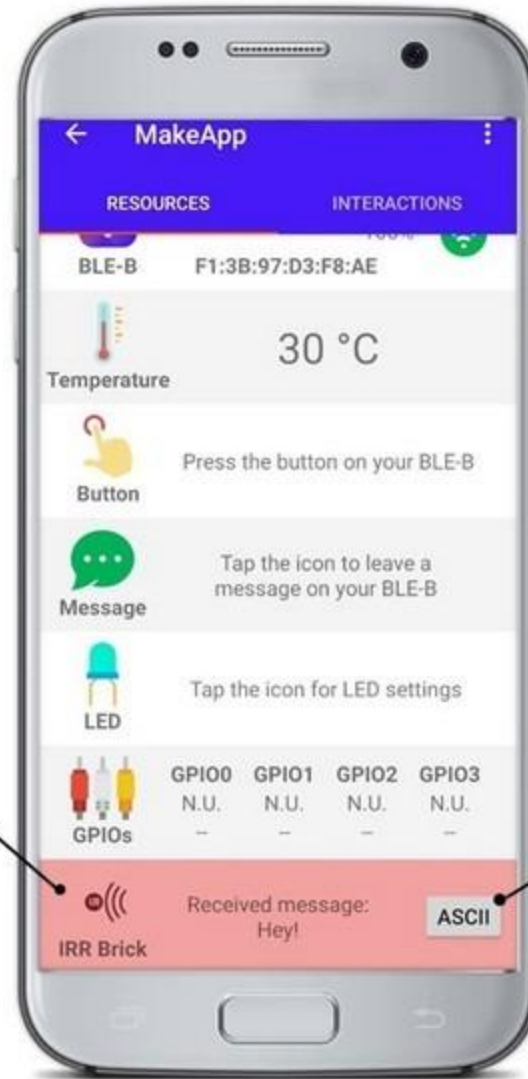 MakeApp
RESOURCES INTERACTIONS
BLE-B F1:3B:97:D3:F8:AE
Temperature 30 °C
Button Press the button on your BLE-B
Message Tap the icon to leave a
message on your BLE-B
LED Tap the icon for LED settings
GPIO0 GPIO1 GPIO2 GPIO3
N.U. N.U. N.U. N.U.
GPIOs -- -- -- --
IRR Brick Received message:
Hey!
ASCII